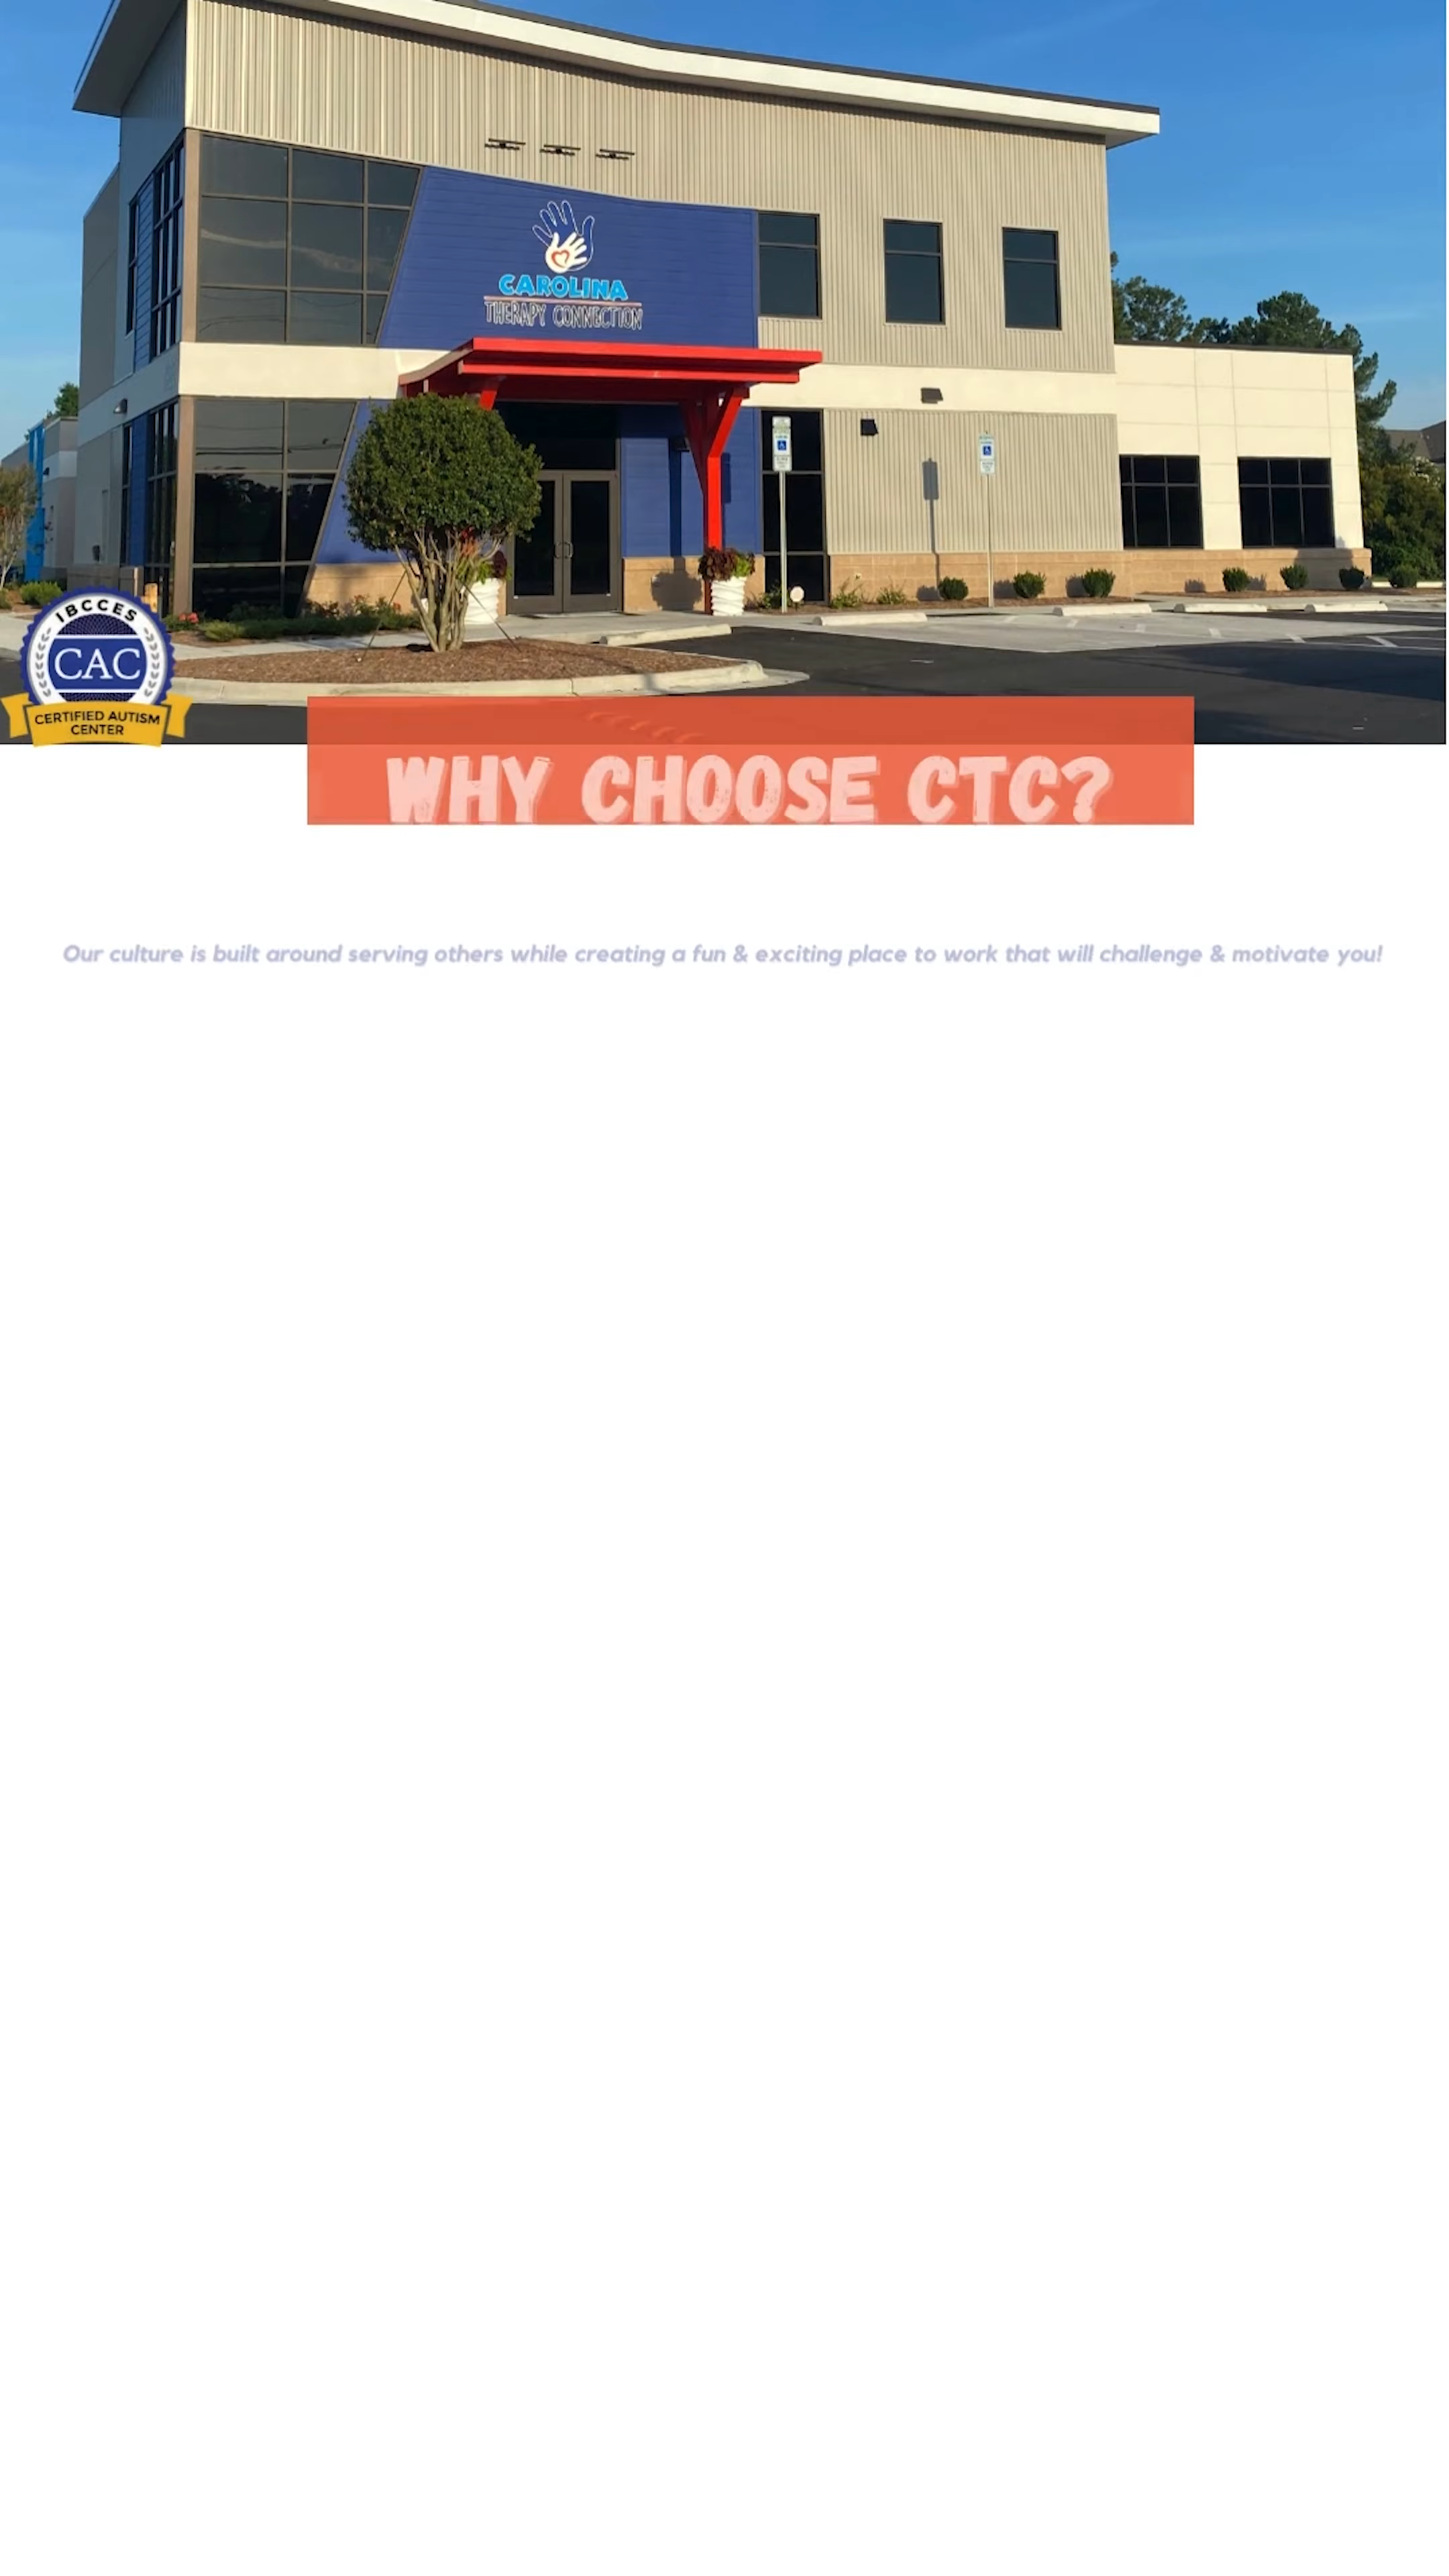 CAROLINA
THERAPY CONNECTION
IBCCES
CAC
CERTIFIED AUTISM
CENTER
WHY CHOOSE CTC?
Our culture is built around serving others while creating a fun & exciting place to work that will challenge & motivate you!